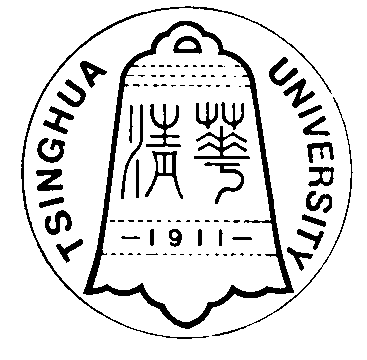 TSINGHUA UNIVERSITY
清華
—1911—